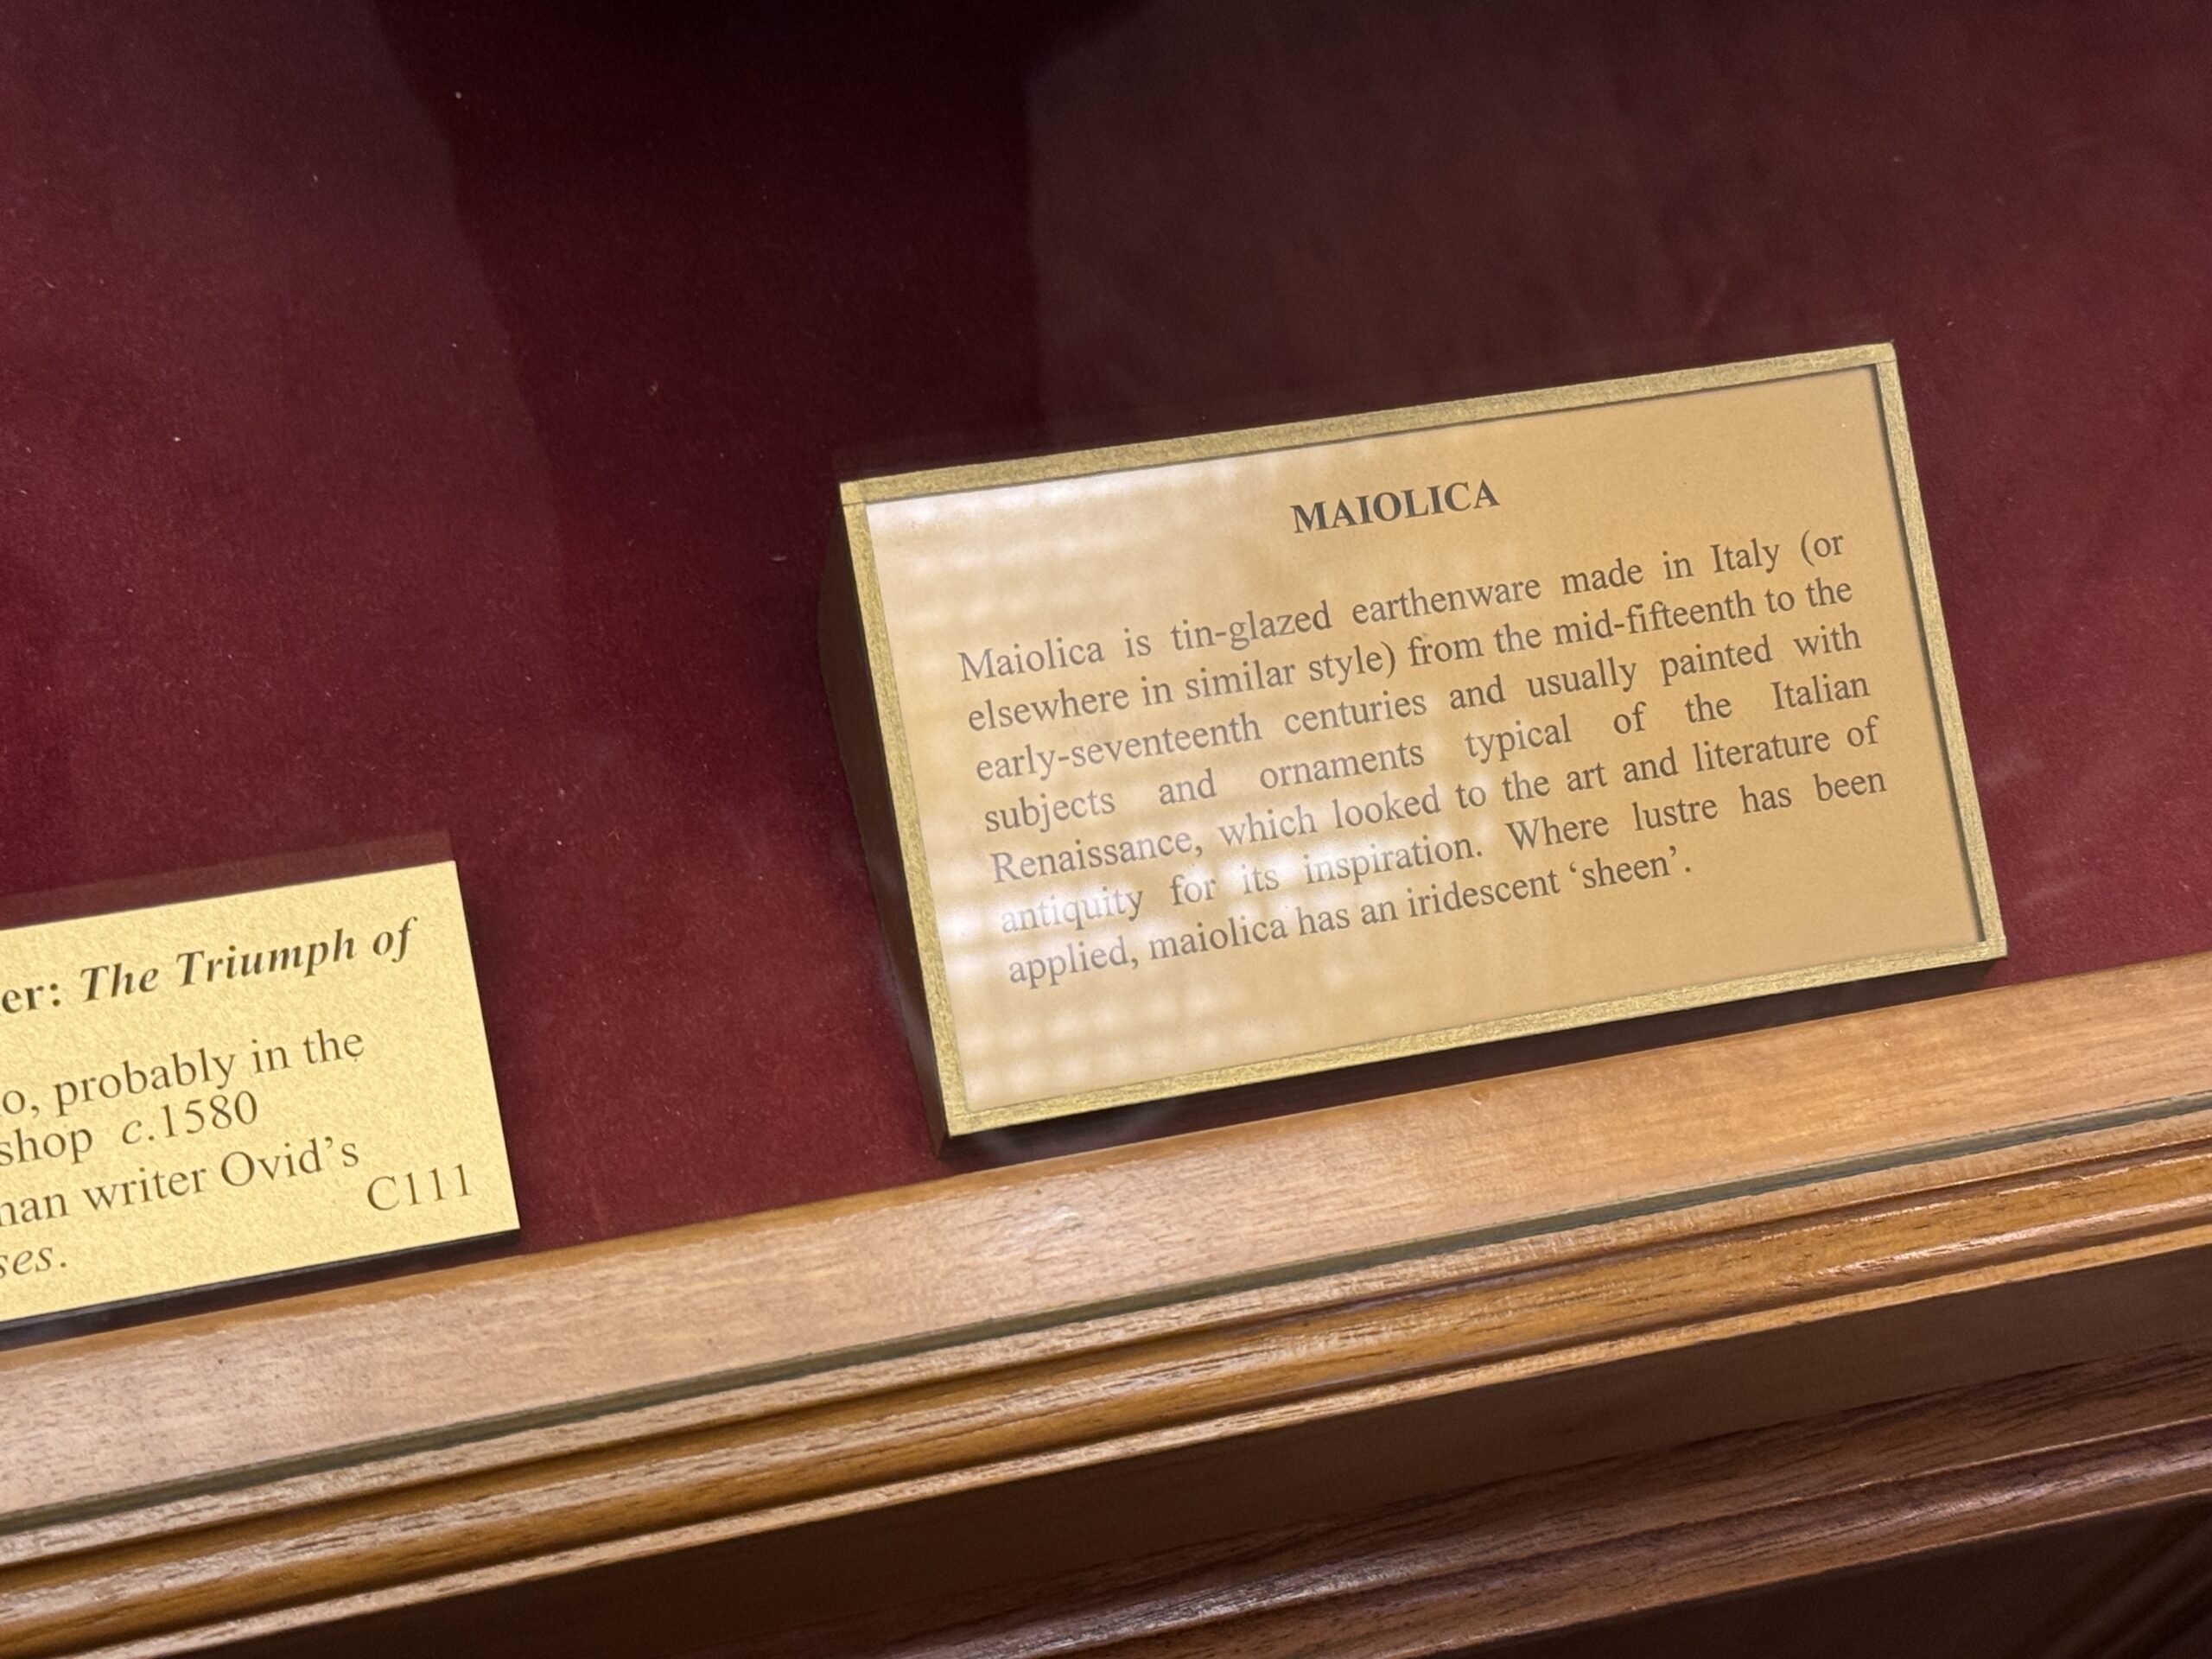 MAIOLICA
Maiolica is tin-glazed earthenware made in Italy (or
elsewhere in similar style) from the mid-fifteenth to the
early-seventeenth centuries and usually painted with
subjects and ornaments typical of the Italian
Renaissance, which looked to the art and literature of
antiquity for its inspiration. Where lustre has been
applied, maiolica has an iridescent ‘sheen’.
er: The Triumph of
o, probably in the
shop c.1580
man writer Ovid’s
C111
ses.